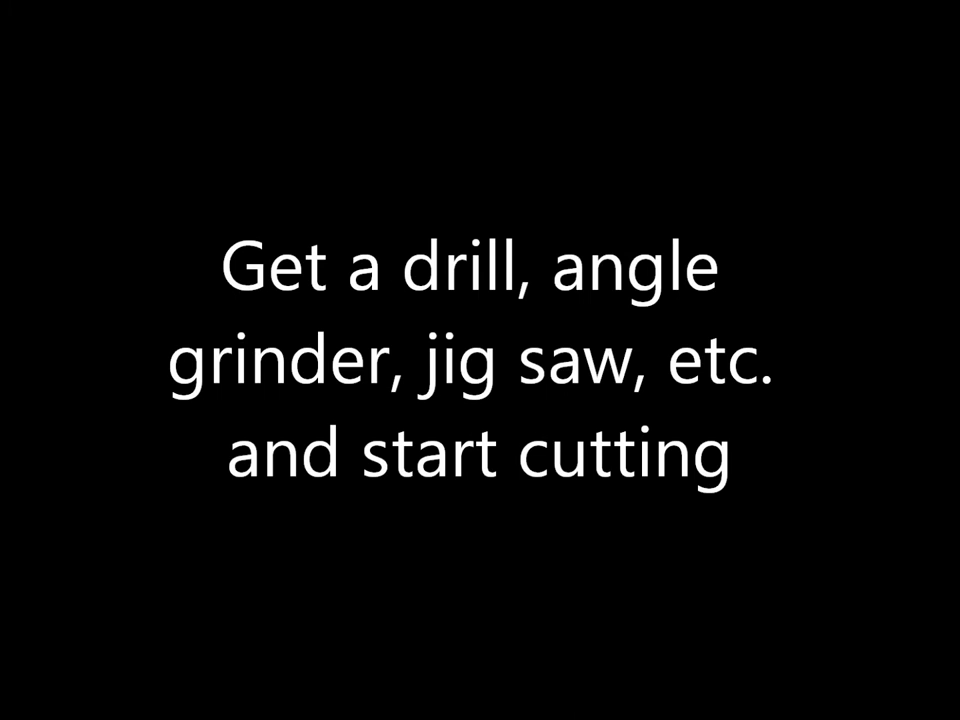 Get a drill, angle
grinder, jig saw, etc.
and start cutting